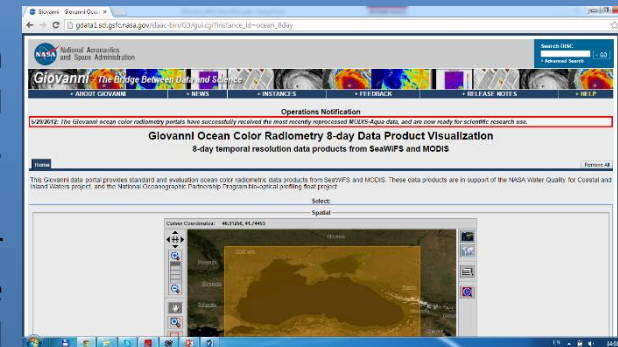 Giovanni - Giovanni Ocea
gdata1.sci.gsfc.nasa.gov/daac-bin/G3/gui.cgi?instance_id=ocean_8day
NASA
National Aeronautics
and Space Administration
Search DISC
GO
+ Advanced Search
Giovanni - The Bridge Between Data and Science
+ ABOUT GIOVANNI
+ NEWS
+ INSTANCES
+ FEEDBACK
+ RELEASE NOTES
+ HELP
Operations Notification
5/29/2012: The Giovanni ocean color radiometry portals have successfully received the most recently reprocessed MODIS-Aqua data, and are now ready for scientific research use.
Giovanni Ocean Color Radiometry 8-day Data Product Visualization
8-day temporal resolution data products from SeaWiFS and MODIS
Home
Remove All
This Giovanni data portal provides standard and evaluation ocean color radiometric data products from SeaWiFS and MODIS. These data products are in support of the NASA Water Quality for Coastal and
Inland Waters project, and the National Oceanographic Partnership Program bio-optical profiling float project
Select:
Spatial
Cursor Coordinates:
EN